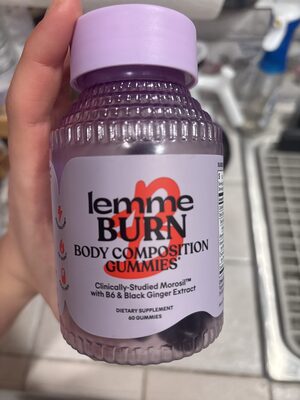 lemme
BURN
BODY COMPOSITION
GUMMIES*
Clinically-Studied Morosil™
with B6 & Black Ginger Extract
DIETARY SUPPLEMENT
60 GUMMIES